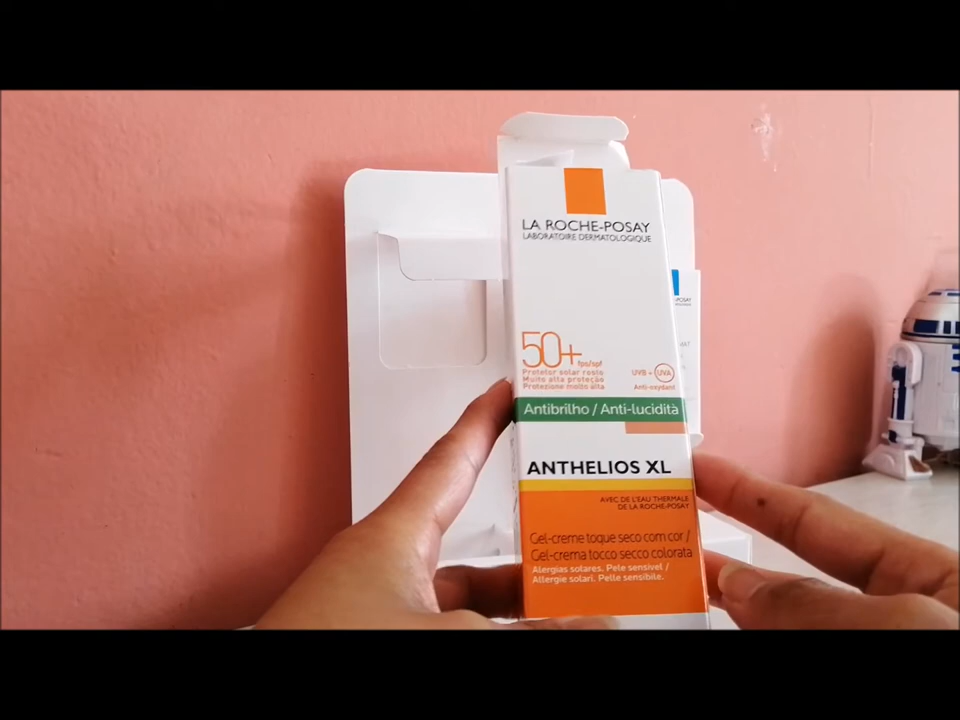 LA ROCHE-POSAY
LABORATOIRE DERMATOLOGIQUE
50+ fps/spf
Protetor solar rosto
Muito alta proteção
Protezione molto alta
UVB + UVA
Anti-oxydant
Antibrilho / Anti-lucidità
ANTHELIOS XL
AVEC DE L'EAU THERMALE
DE LA ROCHE-POSAY
Gel-creme toque seco com cor /
Gel-crema tocco secco colorata
Alergias solares. Pele sensível /
Allergie solari. Pelle sensibile.